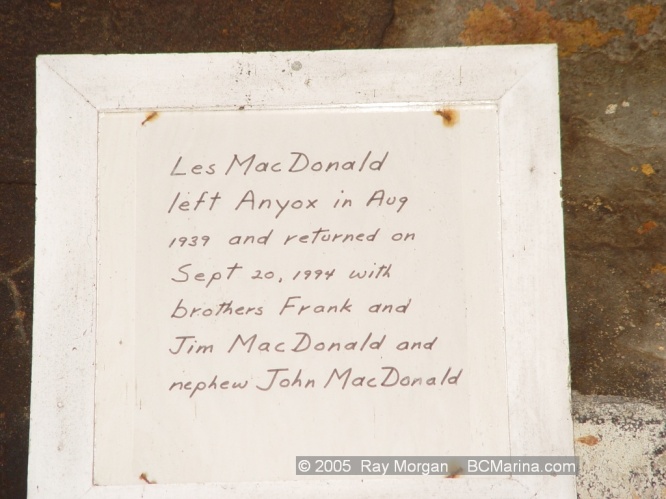 Les MacDonald
left Anyox in Aug
1939 and returned on
Sept 20, 1994 with
brothers Frank and
Jim MacDonald and
nephew John MacDonald
© 2005 Ray Morgan BCMarina.com